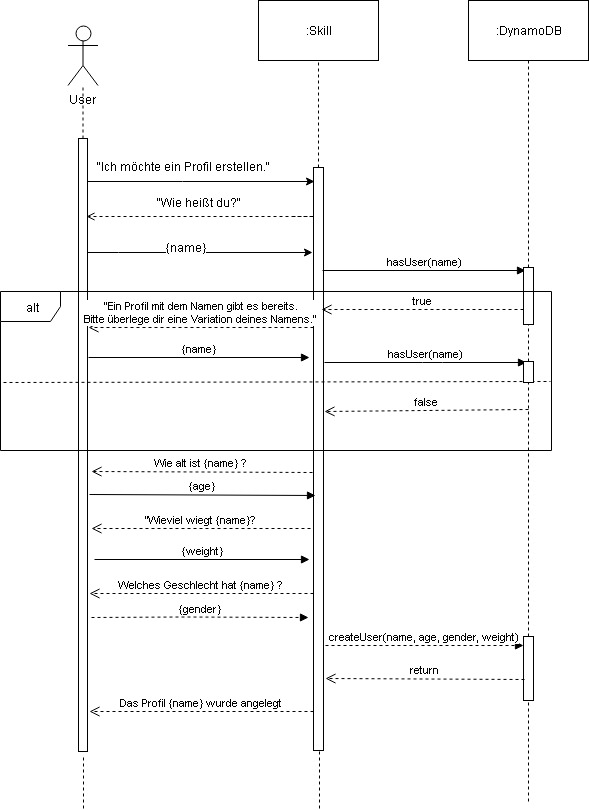 :Skill
:DynamoDB
User
"Ich möchte ein Profil erstellen."
"Wie heißt du?"
{name}
hasUser(name)
alt
true
"Ein Profil mit dem Namen gibt es bereits.
Bitte überlege dir eine Variation deines Namens."
{name}
hasUser(name)
false
Wie alt ist {name} ?
{age}
"Wieviel wiegt {name}?
{weight}
Welches Geschlecht hat {name} ?
{gender}
createUser(name, age, gender, weight)
return
Das Profil {name} wurde angelegt